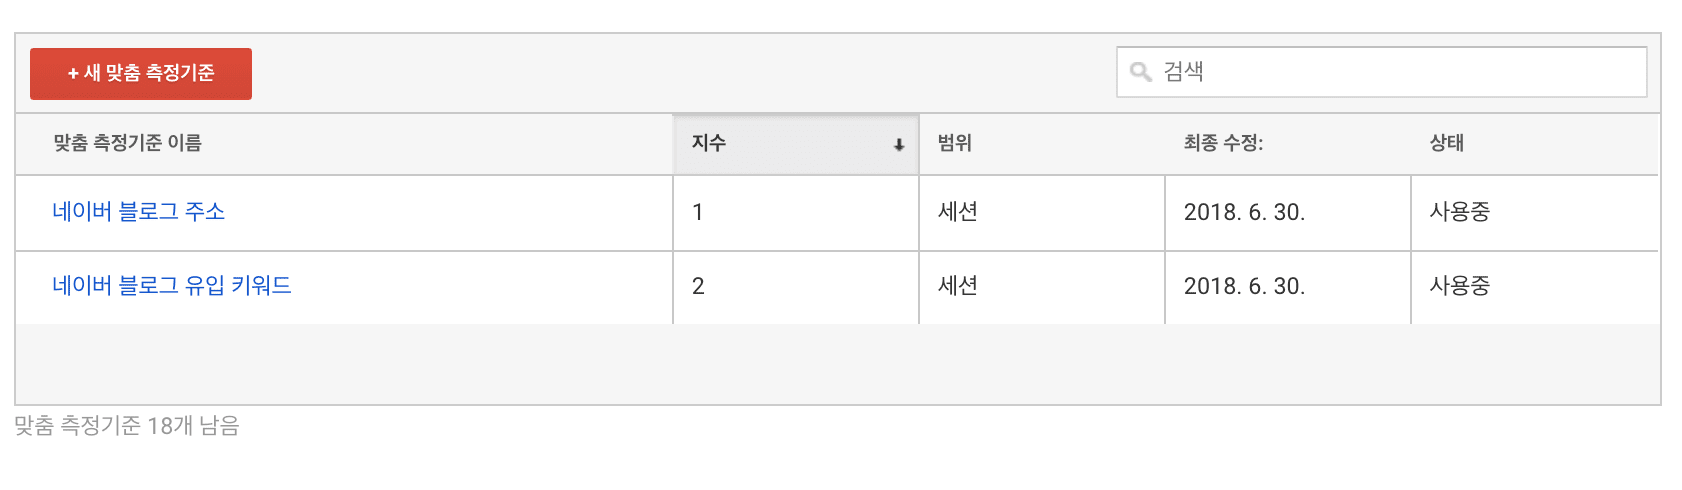 + 새 맞춤 측정기준
검색
맞춤 측정기준 이름 지수 범위 최종 수정: 상태
네이버 블로그 주소 1 세션 2018. 6. 30. 사용중
네이버 블로그 유입 키워드 2 세션 2018. 6. 30. 사용중
맞춤 측정기준 18개 남음